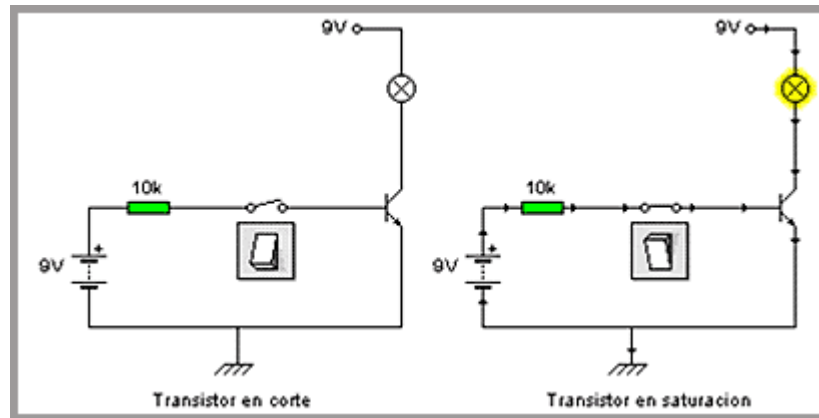 9V
10k
9V
Transistor en corte
9V
10k
9V
Transistor en saturacion